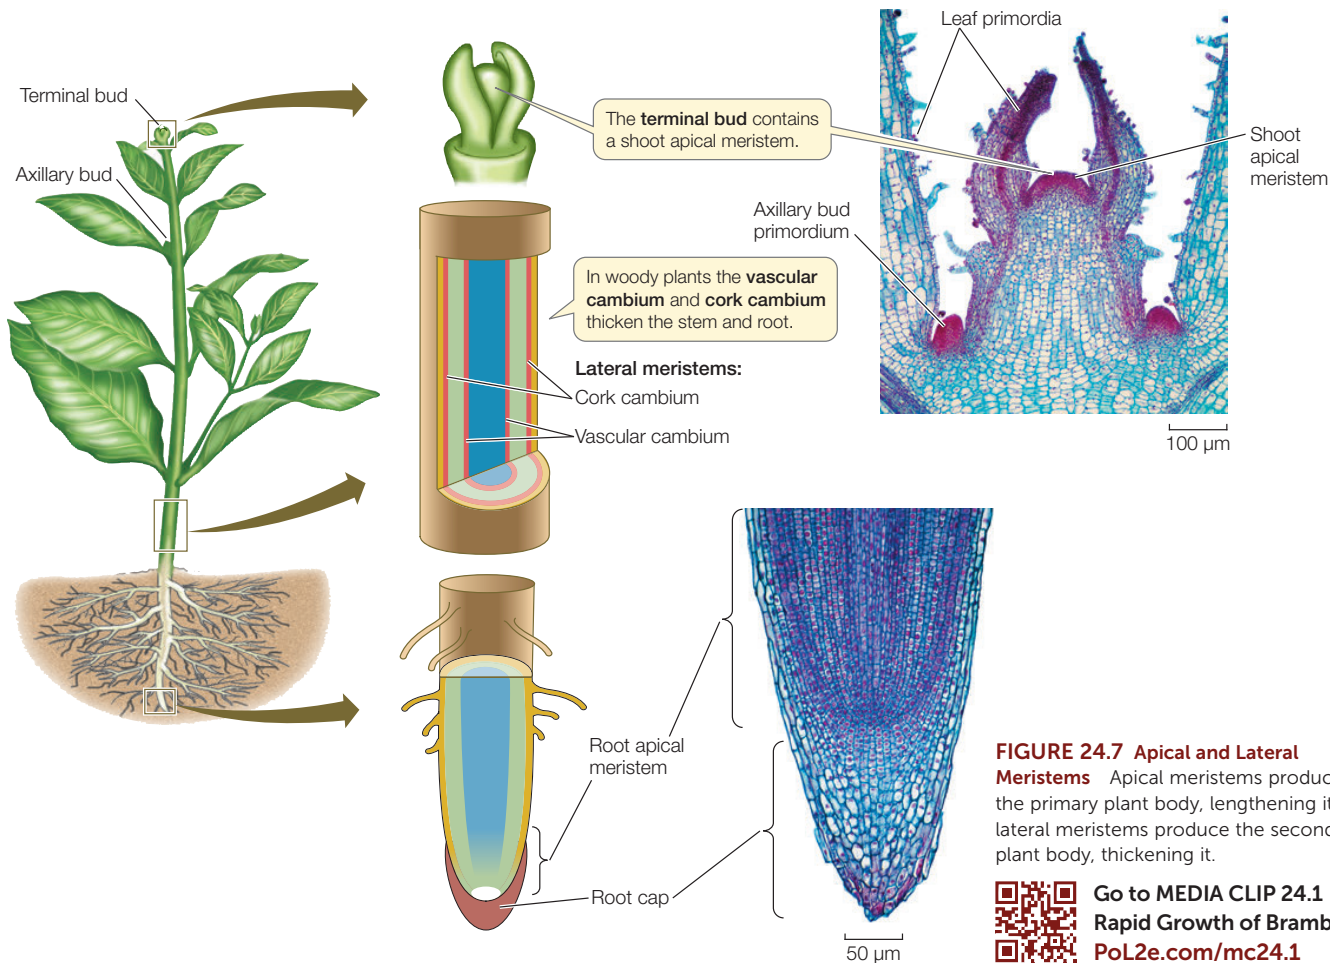 Terminal bud
Axillary bud
The terminal bud contains
a shoot apical meristem.
Leaf primordia
Shoot
apical
meristem
Axillary bud
primordium
100 µm
In woody plants the vascular
cambium and cork cambium
thicken the stem and root.
Lateral meristems:
Cork cambium
Vascular cambium
Root apical
meristem
Root cap
50 µm
FIGURE 24.7 Apical and Lateral
Meristems Apical meristems produc
the primary plant body, lengthening it
lateral meristems produce the second
plant body, thickening it.
Go to MEDIA CLIP 24.1
Rapid Growth of Bramb
PoL2e.com/mc24.1